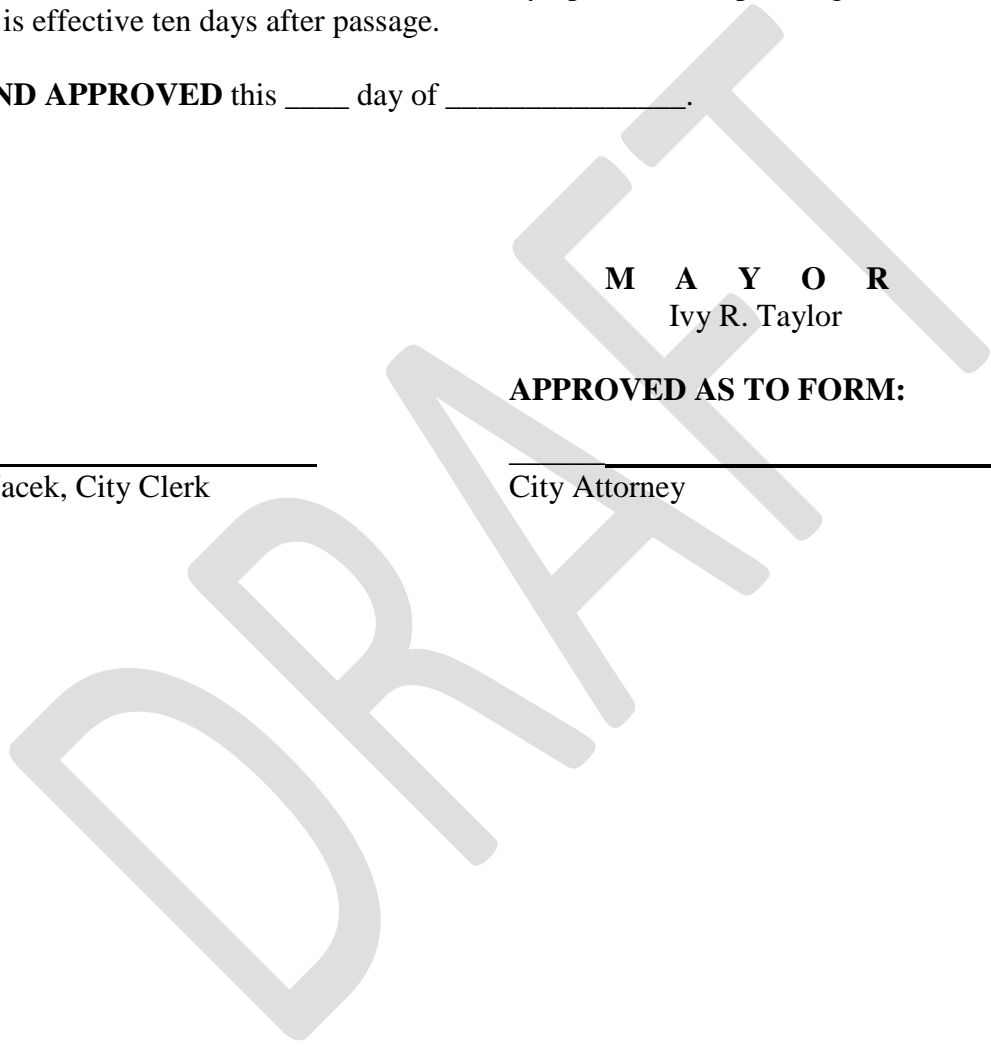 is effective ten days after passage.
ND APPROVED this ____ day of _______________.
M A Y O R
Ivy R. Taylor
APPROVED AS TO FORM:
______
acek, City Clerk
City Attorney
DRAFT